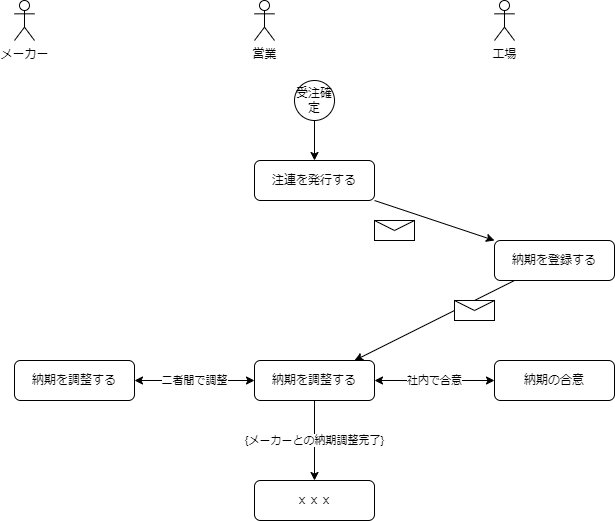 メーカー
営業
工場
受注確
定
注連を発行する
納期を登録する
納期を調整する
二者間で調整
納期を調整する
社内で合意
納期の合意
{メーカーとの納期調整完了}
ｘｘｘ